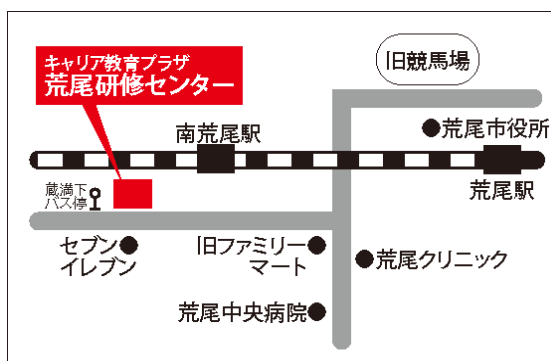 キャリア教育プラザ
荒尾研修センター
旧競馬場
荒尾市役所
南荒尾駅
荒尾駅
蔵満下
バス停
セブン
イレブン
旧ファミリー
マート
荒尾クリニック
荒尾中央病院